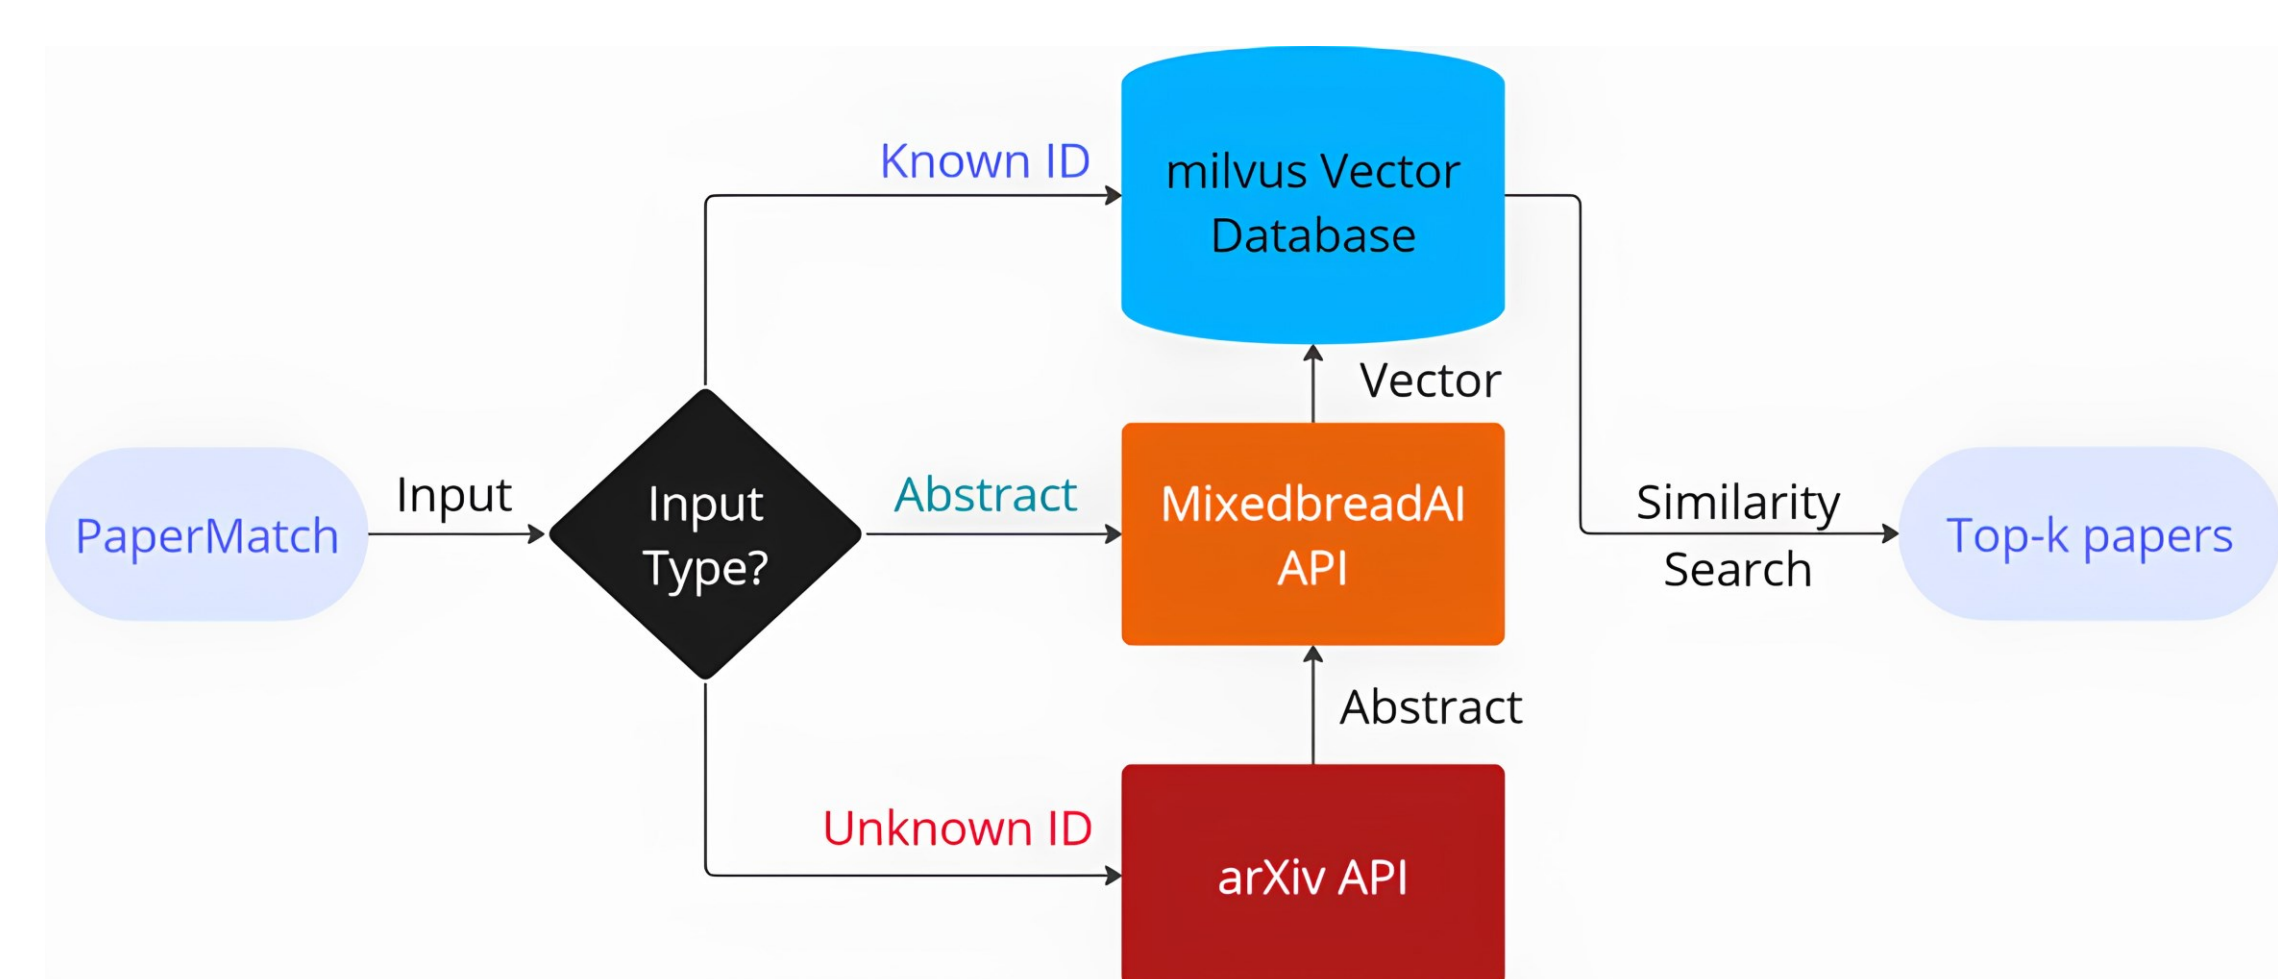 Known ID
milvus Vector
Database
Vector
PaperMatch
Input
Input
Type?
Abstract
MixedbreadAI
API
Similarity
Search
Top-k papers
Abstract
Unknown ID
arXiv API